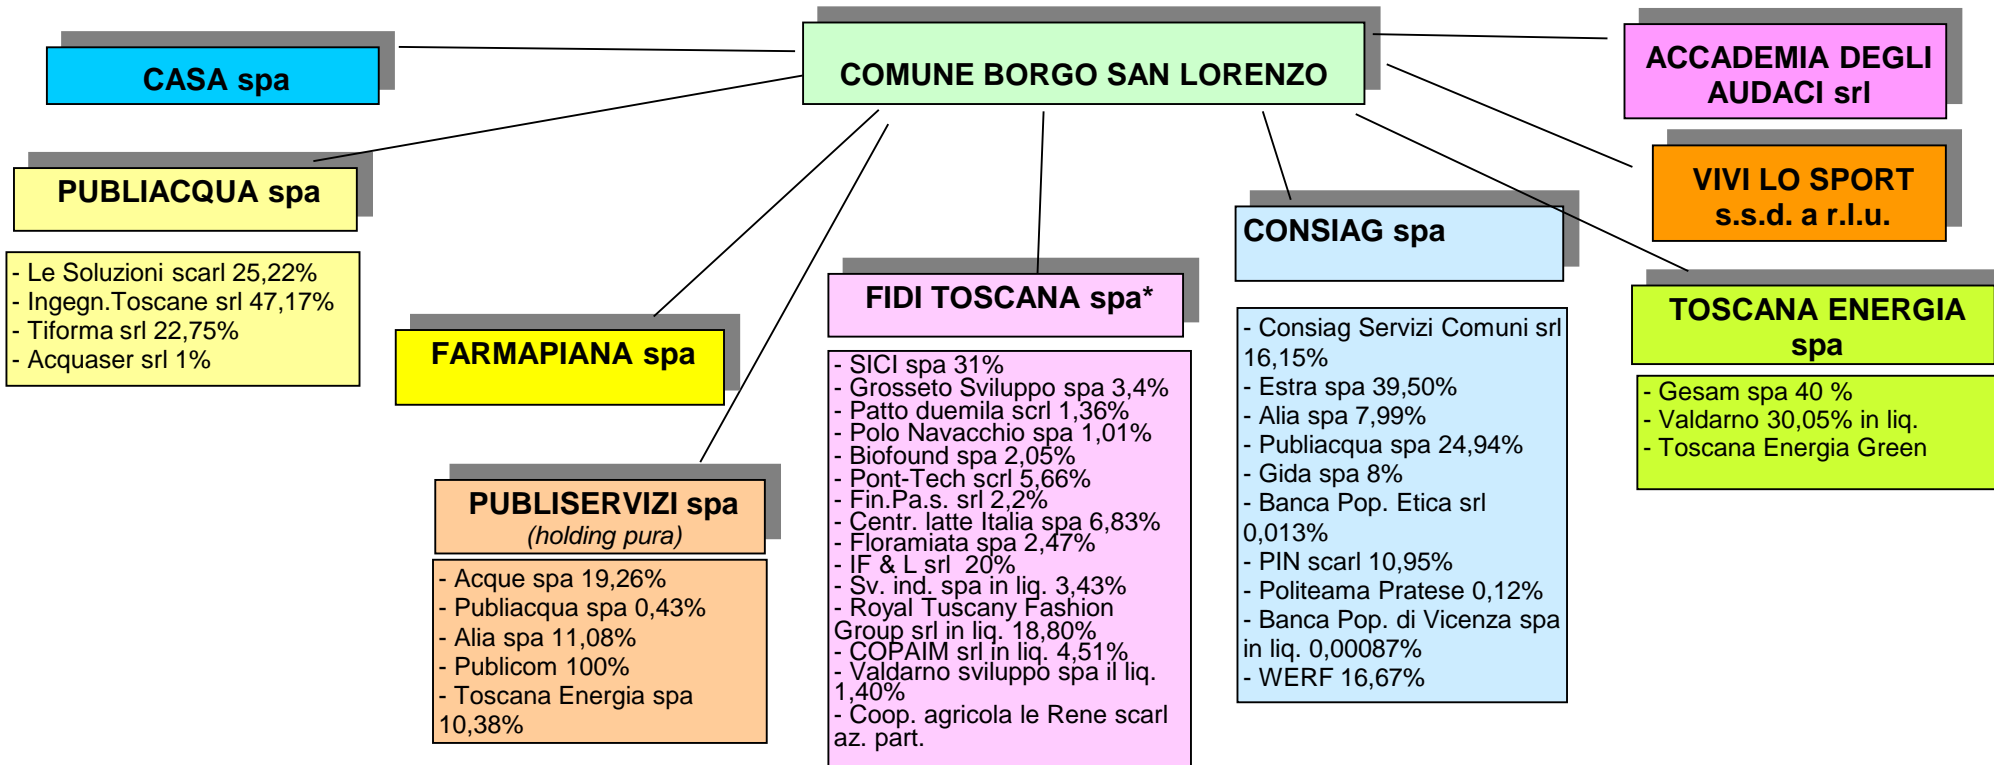 CASA spa
COMUNE BORGO SAN LORENZO
ACCADEMIA DEGLI
AUDACI srl
PUBLIACQUA spa
- Le Soluzioni scarl 25,22%
- Ingegn.Toscane srl 47,17%
- Tiforma srl 22,75%
- Acquaser srl 1%
VIVI LO SPORT
s.s.d. a r.l.u.
FARMAPIANA spa
PUBLISERVIZI spa
(holding pura)
- Acque spa 19,26%
- Publiacqua spa 0,43%
- Alia spa 11,08%
- Publicom 100%
- Toscana Energia spa
10,38%
FIDI TOSCANA spa*
- SICI spa 31%
- Grosseto Sviluppo spa 3,4%
- Patto duemila scrl 1,36%
- Polo Navacchio spa 1,01%
- Biofound spa 2,05%
- Pont-Tech scrl 5,66%
- Fin.Pa.s. srl 2,2%
- Centr. latte Italia spa 6,83%
- Floramiata spa 2,47%
- IF & L srl  20%
- Sv. ind. spa in liq. 3,43%
- Royal Tuscany Fashion
Group srl in liq. 18,80%
- COPAIM srl in liq. 4,51%
- Valdarno sviluppo spa il liq.
1,40%
- Coop. agricola le Rene scarl
az. part.
CONSIAG spa
- Consiag Servizi Comuni srl
16,15%
- Estra spa 39,50%
- Alia spa 7,99%
- Publiacqua spa 24,94%
- Gida spa 8%
- Banca Pop. Etica srl
0,013%
- PIN scarl 10,95%
- Politeama Pratese 0,12%
- Banca Pop. di Vicenza spa
in liq. 0,00087%
- WERF 16,67%
TOSCANA ENERGIA
spa
- Gesam spa 40 %
- Valdarno 30,05% in liq.
- Toscana Energia Green